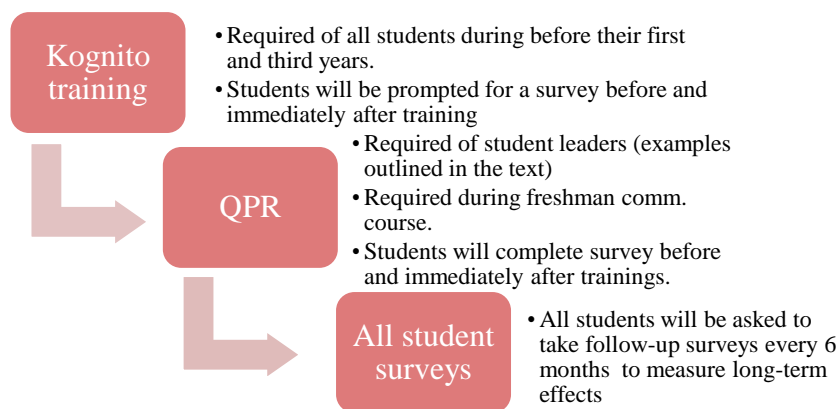 Kognito
training
•Required of all students during before their first
and third years.
•Students will be prompted for a survey before and
immediately after training
QPR
•Required of student leaders (examples
outlined in the text)
•Required during freshman comm.
course.
•Students will complete survey before
and immediately after trainings.
All student
surveys
•All students will be asked to
take follow-up surveys every 6
months to measure long-term
effects